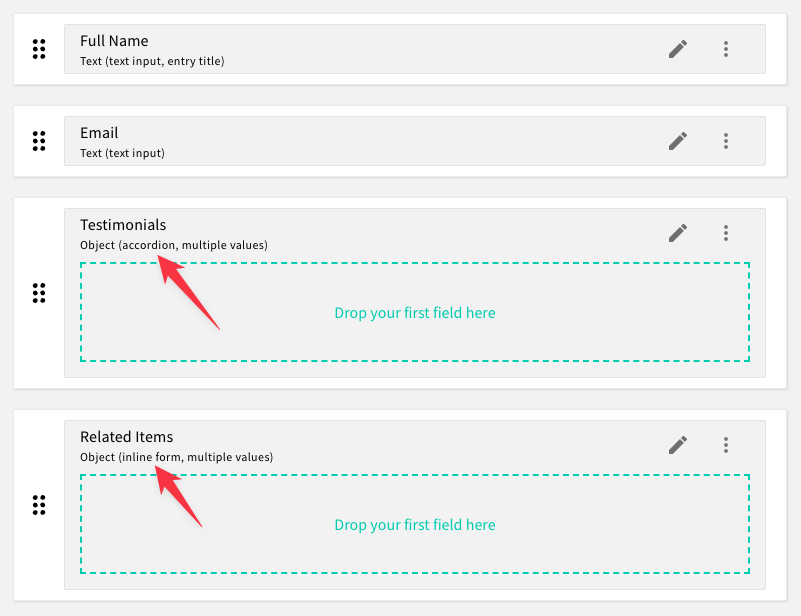 Full Name
Text (text input, entry title)
Email
Text (text input)
Testimonials
Object (accordion, multiple values)
Drop your first field here
Related Items
Object (inline form, multiple values)
Drop your first field here